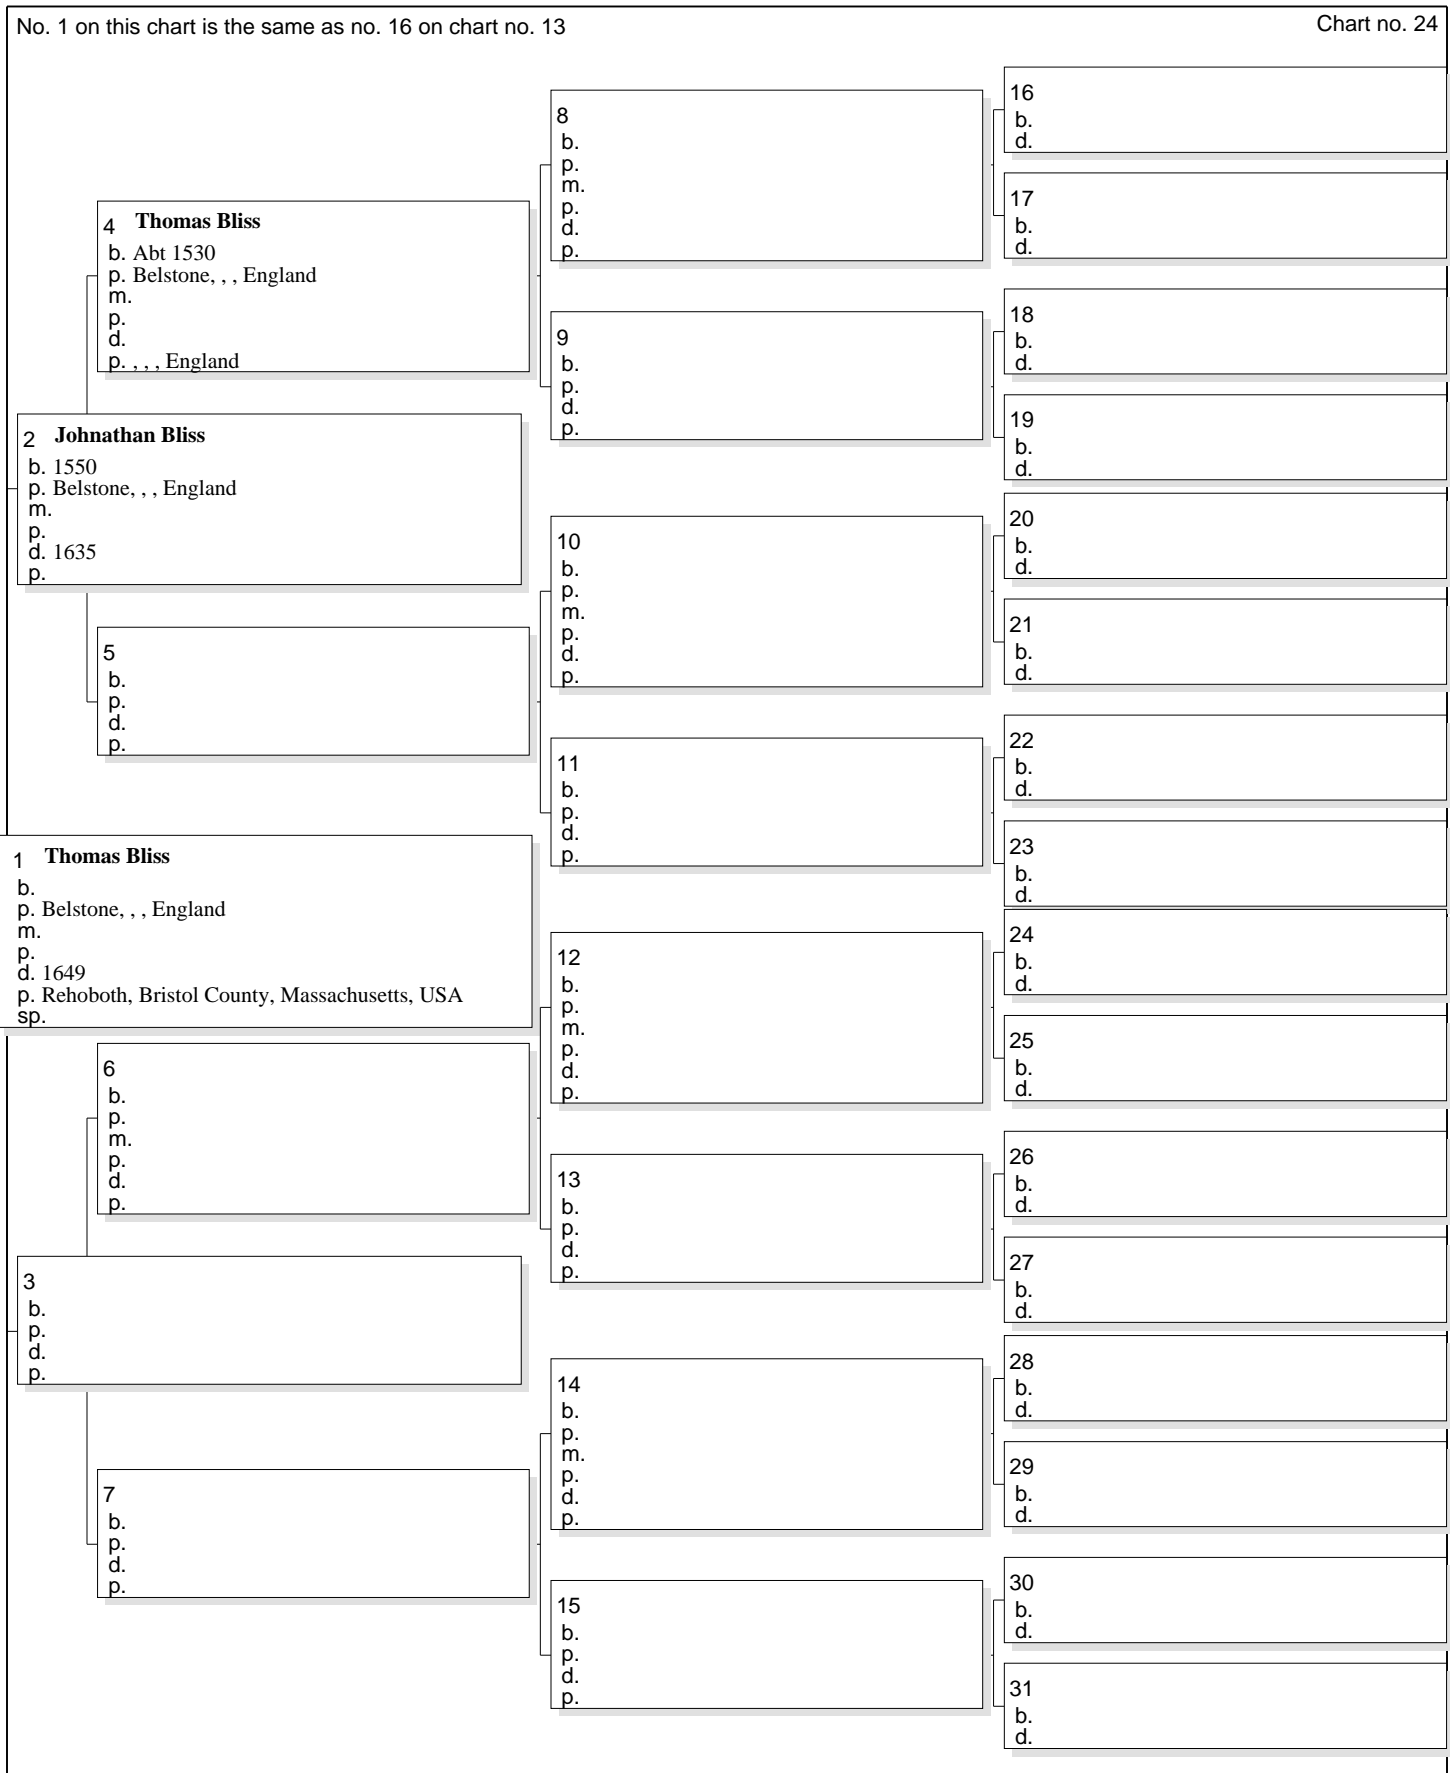 No. 1 on this chart is the same as no. 16 on chart no. 13
Chart no. 24
4 Thomas Bliss
b. Abt 1530
p. Belstone, , , England
m.
p.
d.
p. , , , England
2 Johnathan Bliss
b. 1550
p. Belstone, , , England
m.
p.
d. 1635
p.
5
b.
p.
d.
p.
1 Thomas Bliss
b.
p. Belstone, , , England
m.
p.
d. 1649
p. Rehoboth, Bristol County, Massachusetts, USA
sp.
6
b.
p.
m.
p.
d.
p.
3
b.
p.
d.
p.
7
b.
p.
d.
p.
8
b.
p.
m.
p.
d.
p.
9
b.
p.
d.
p.
10
b.
p.
m.
p.
d.
p.
11
b.
p.
d.
p.
12
b.
p.
m.
p.
d.
p.
13
b.
p.
d.
p.
14
b.
p.
m.
p.
d.
p.
15
b.
p.
d.
p.
16
b.
d.
17
b.
d.
18
b.
d.
19
b.
d.
20
b.
d.
21
b.
d.
22
b.
d.
23
b.
d.
24
b.
d.
25
b.
d.
26
b.
d.
27
b.
d.
28
b.
d.
29
b.
d.
30
b.
d.
31
b.
d.